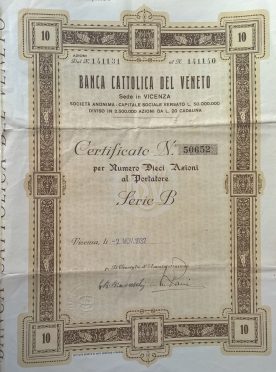 10
10
AZIONI
Dal N. 141131 al N. 141140
BANCA CATTOLICA DEL VENETO
Sede in VICENZA
SOCIETÀ ANONIMA - CAPITALE SOCIALE VERSATO L. 50.000.000
DIVISO IN 2.500.000 AZIONI DA L. 20 CADAUNA
Certificato N. 50652
per Numero Dieci Azioni
al Portatore
Serie B
Vicenza, li -2 NOV. 1937
10
10